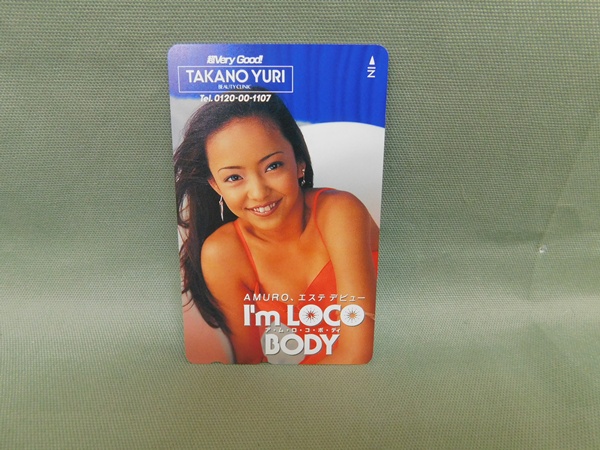 超Very Good!
TAKANO YURI
BEAUTY CLINIC
Tel. 0120-00-1107
IN
AMURO、エステ デビュー
I'm LOCO
ア・ム・ロ・コ・ボ・ディ
BODY